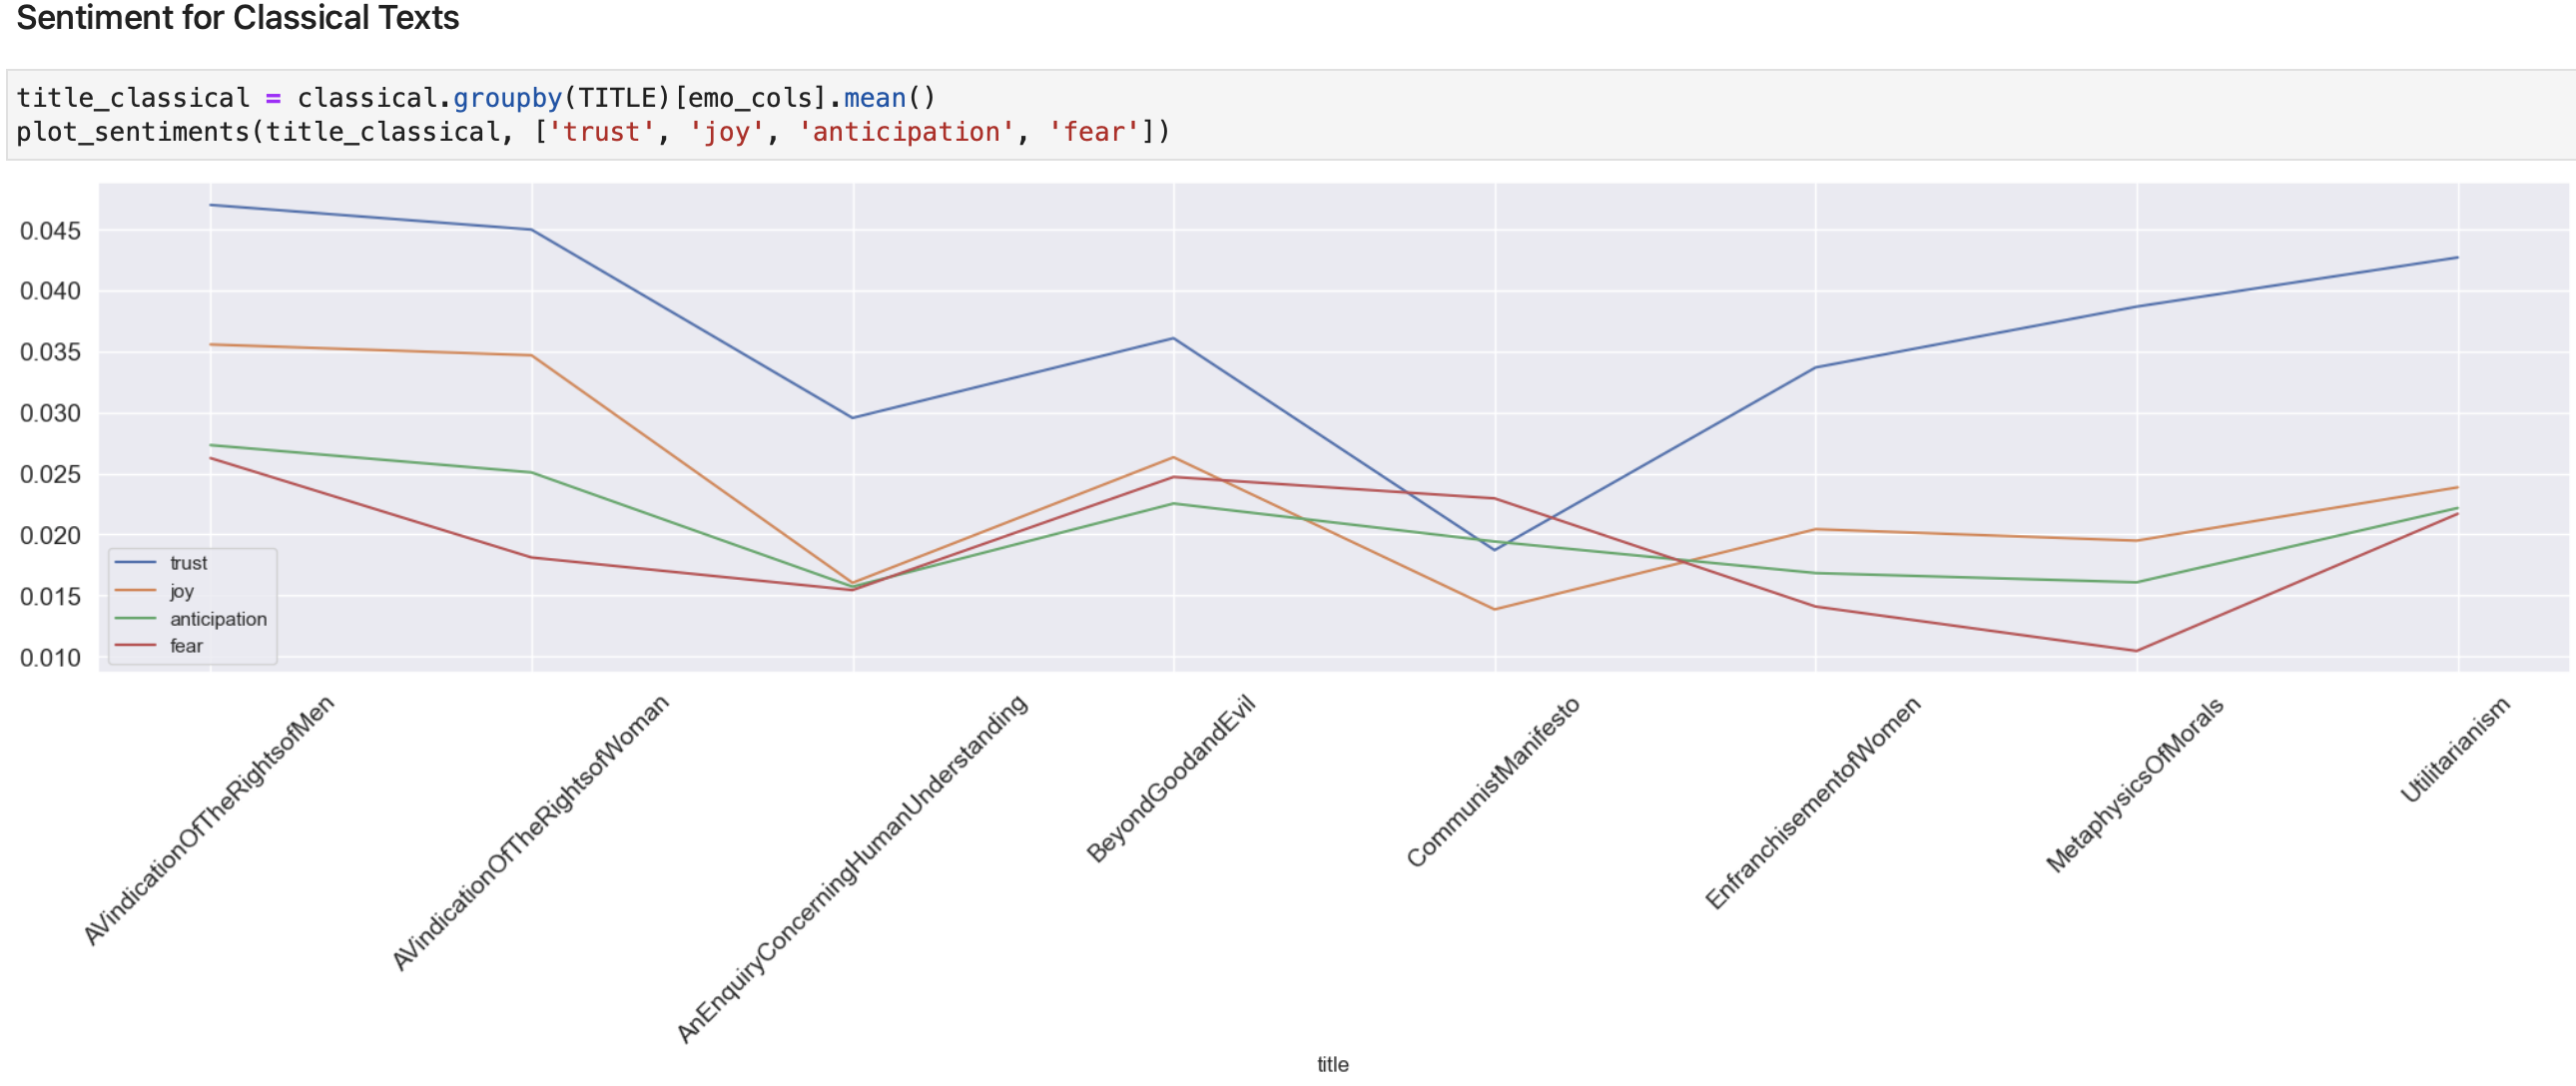 Sentiment for Classical Texts
title_classical = classical.groupby(TITLE)[emo_cols].mean()
plot_sentiments(title_classical, ['trust', 'joy', 'anticipation', 'fear'])
0.045
0.040
0.035
0.030
0.025
0.020
0.015
0.010
trust
joy
anticipation
fear
AVindicationOfTheRightsofMen
AVindicationOfTheRightsofWoman
AnEnquiryConcerningHumanUnderstanding
BeyondGoodandEvil
CommunistManifesto
EnfranchisementofWomen
MetaphysicsOfMorals
Utilitarianism
title